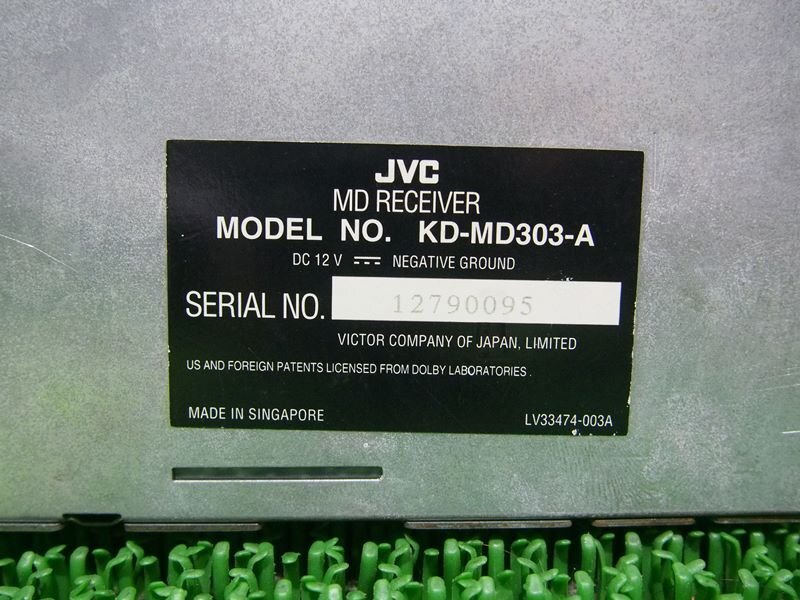 JVC
MD RECEIVER
MODEL NO. KD-MD303-A
DC 12 V ⎓ NEGATIVE GROUND
SERIAL NO. 12790095
VICTOR COMPANY OF JAPAN, LIMITED
US AND FOREIGN PATENTS LICENSED FROM DOLBY LABORATORIES .
MADE IN SINGAPORE LV33474-003A